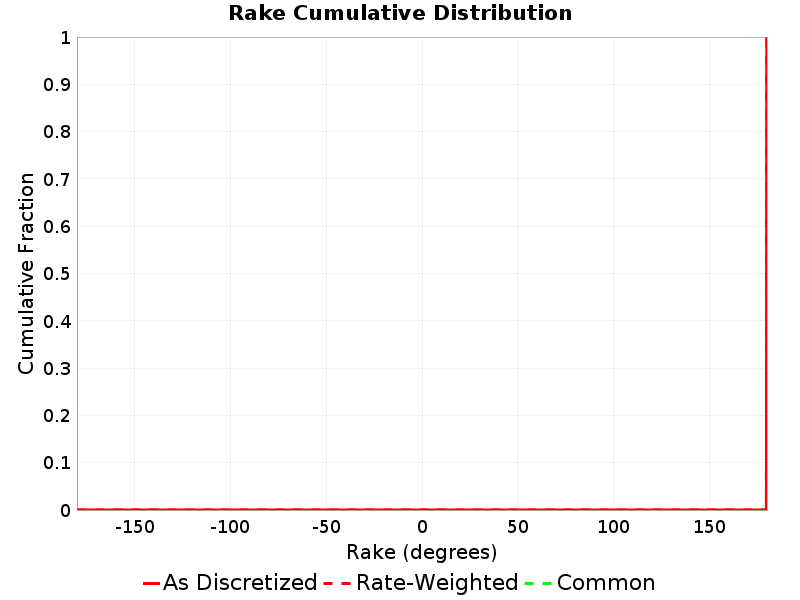 Rake Cumulative Distribution
1
0.9
0.8
0.7
0.6
0.5
0.4
0.3
0.2
0.1
0
Cumulative Fraction
-150 -100 -50 0 50 100 150
Rake (degrees)
As Discretized Rate-Weighted Common